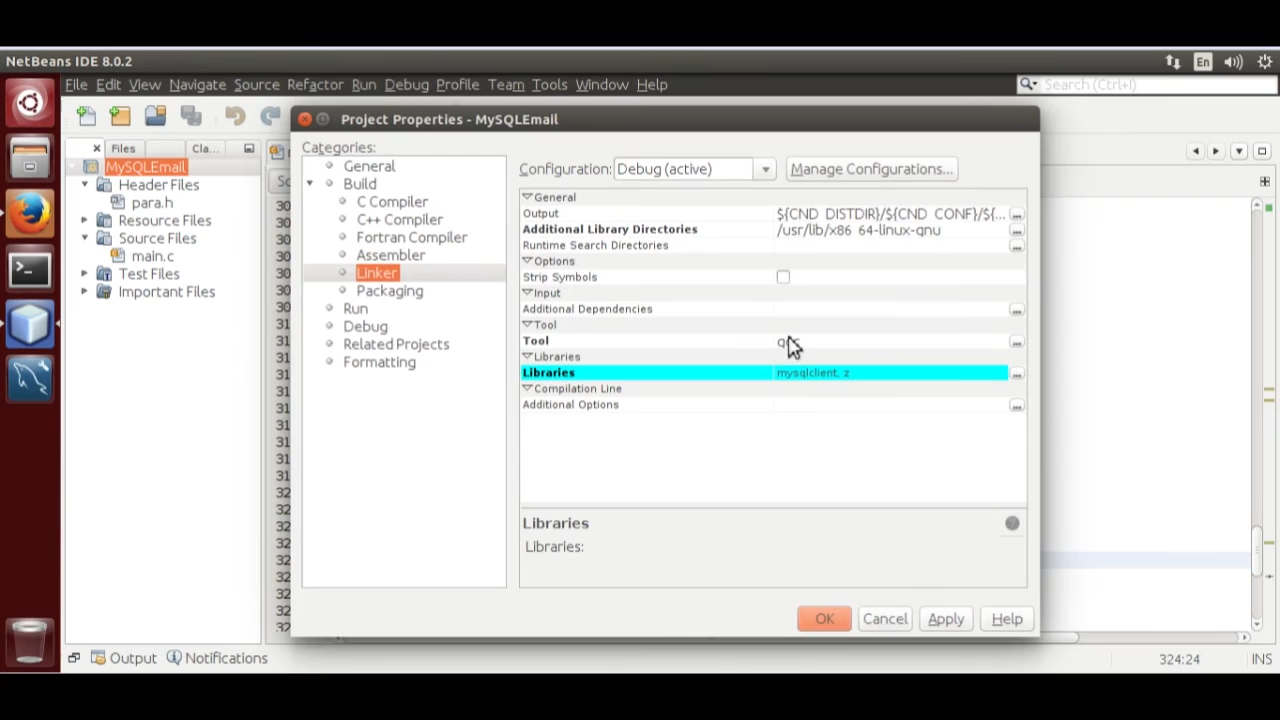 NetBeans IDE 8.0.2
En
File Edit View Navigate Source Refactor Run Debug Profile Team Tools Window Help
Search (Ctrl+I)
Project Properties - MySQLEmail
Files
Cla...
MySQLEmail
Header Files
para.h
Resource Files
Source Files
main.c
Test Files
Important Files
Categories:
General
Build
C Compiler
C++ Compiler
Fortran Compiler
Assembler
Linker
Packaging
Run
Debug
Related Projects
Formatting
Configuration: Debug (active) Manage Configurations...
General
Output ${CND_DISTDIR}/${CND_CONF}/${... ...
Additional Library Directories /usr/lib/x86_64-linux-gnu ...
Runtime Search Directories ...
Options
Strip Symbols
Input
Additional Dependencies ...
Tool
Tool ...
Libraries
Libraries mysqlclient, z ...
Compilation Line
Additional Options ...
Libraries
Libraries:
OK Cancel Apply Help
Output Notifications
324:24 INS